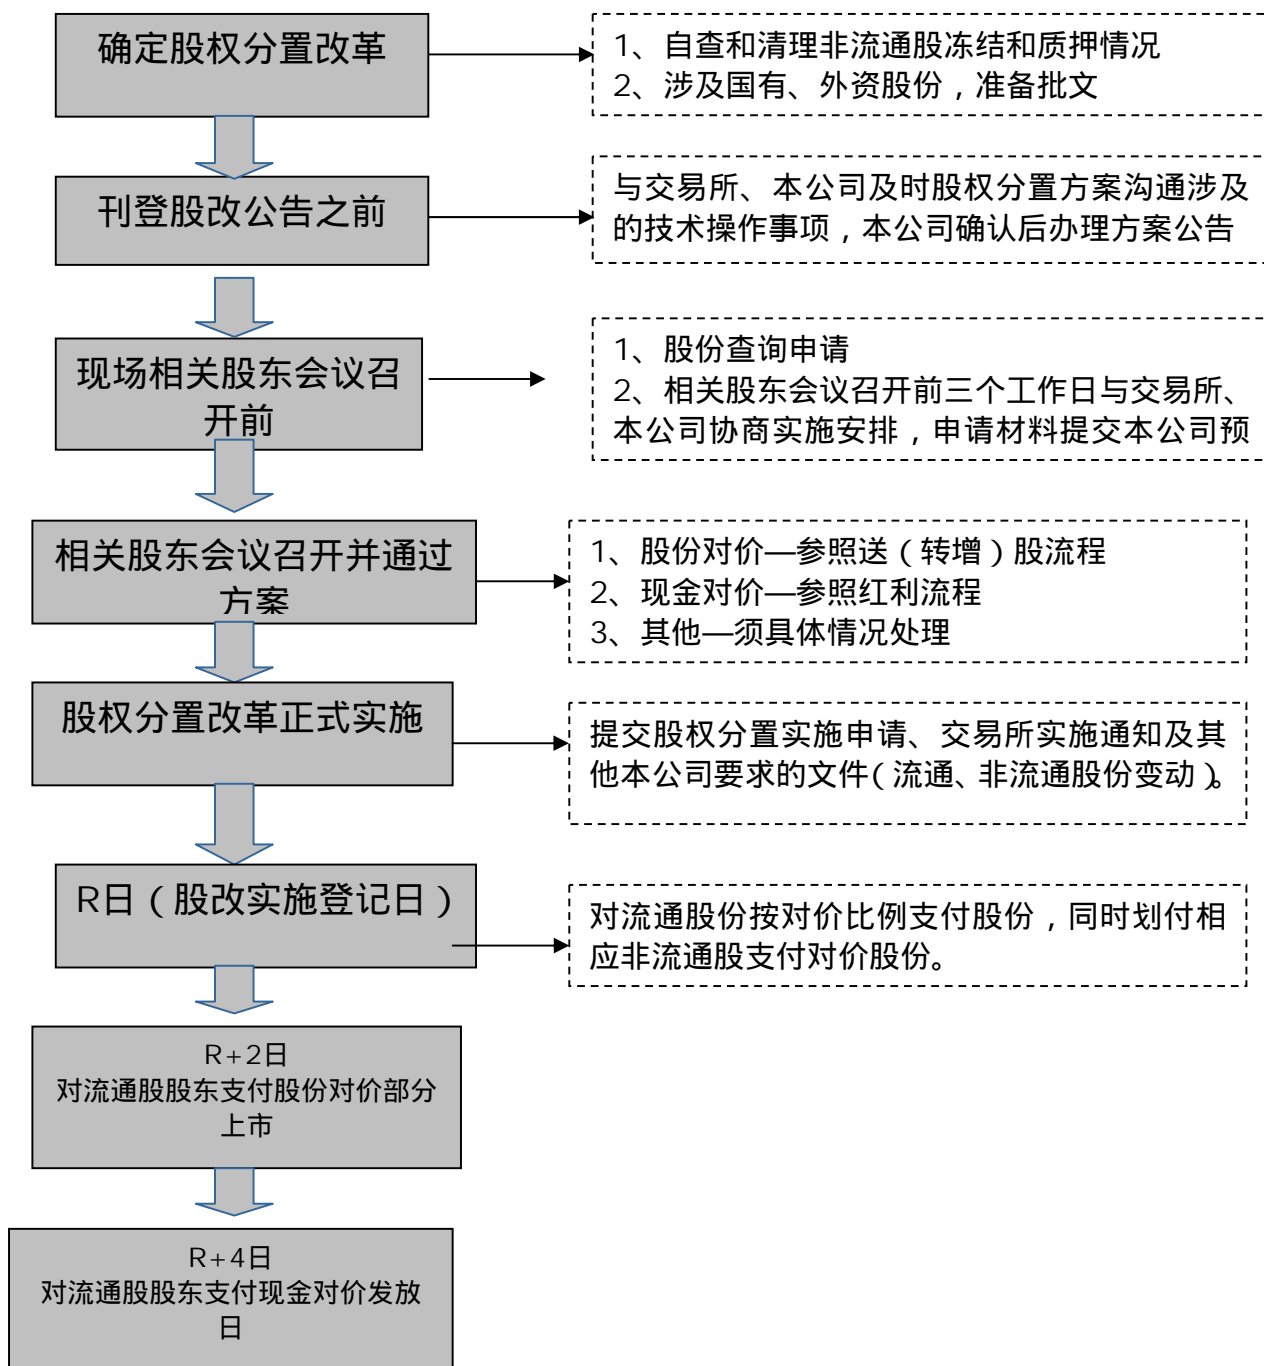 确定股权分置改革
1、自查和清理非流通股冻结和质押情况
2、涉及国有、外资股份，准备批文
刊登股改公告之前
与交易所、本公司及时股权分置方案沟通涉及
的技术操作事项，本公司确认后办理方案公告
现场相关股东会议召
开前
1、股份查询申请
2、相关股东会议召开前三个工作日与交易所、
本公司协商实施安排，申请材料提交本公司预
相关股东会议召开并通过
方案
1、股份对价—参照送（转增）股流程
2、现金对价—参照红利流程
3、其他—须具体情况处理
股权分置改革正式实施
提交股权分置实施申请、交易所实施通知及其
他本公司要求的文件（流通、非流通股份变动）。
R日（股改实施登记日）
对流通股份按对价比例支付股份，同时划付相
应非流通股支付对价股份。
R+2日
对流通股股东支付股份对价部分
上市
R+4日
对流通股股东支付现金对价发放
日